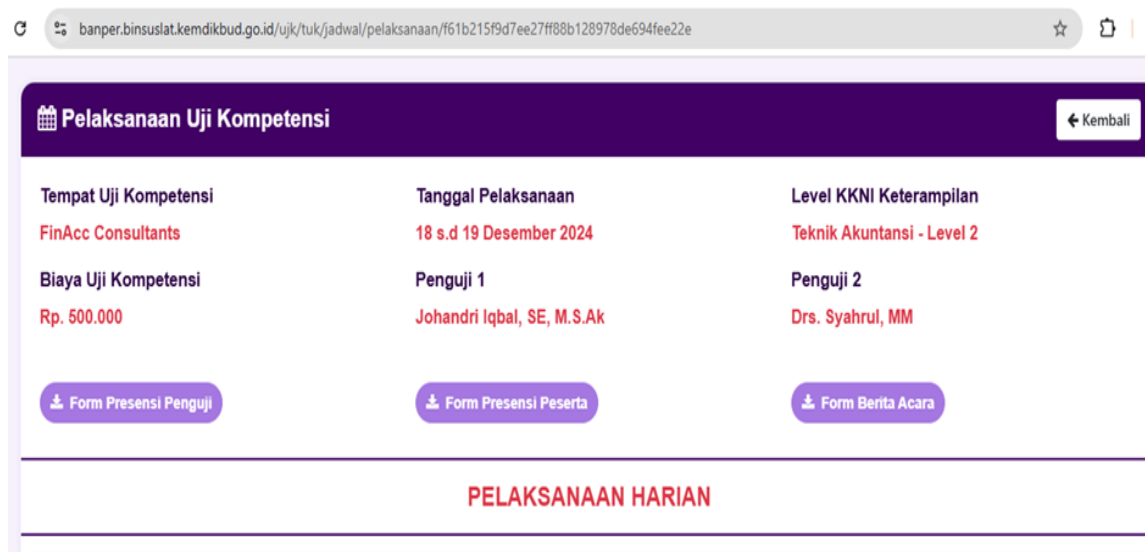 banper.binsuslat.kemdikbud.go.id/ujk/tuk/jadwal/pelaksanaan/f61b215f9d7ee27ff88b128978de694fee22e
Pelaksanaan Uji Kompetensi
Kembali
Tempat Uji Kompetensi
Tanggal Pelaksanaan
Level KKNI Keterampilan
FinAcc Consultants
18 s.d 19 Desember 2024
Teknik Akuntansi - Level 2
Biaya Uji Kompetensi
Penguji 1
Penguji 2
Rp. 500.000
Johandri Iqbal, SE, M.S.Ak
Drs. Syahrul, MM
Form Presensi Penguji
Form Presensi Peserta
Form Berita Acara
PELAKSANAAN HARIAN